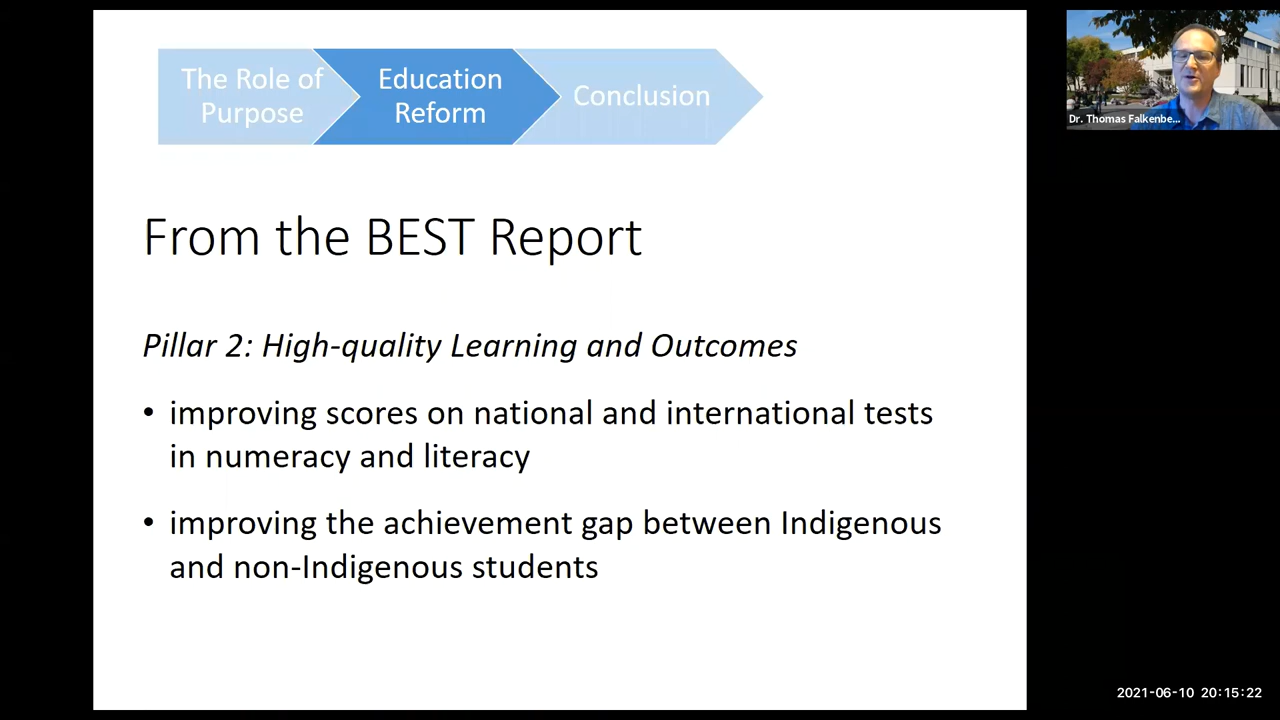 The Role of
Purpose
Education
Reform
Conclusion
Dr. Thomas Falkenbe...
From the BEST Report
Pillar 2: High-quality Learning and Outcomes
• improving scores on national and international tests
in numeracy and literacy
• improving the achievement gap between Indigenous
and non-Indigenous students
2021-06-10 20:15:22